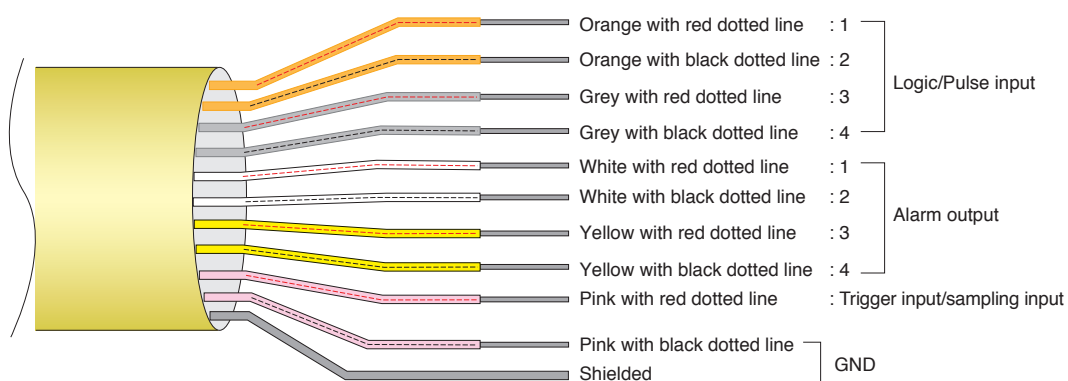 Orange with red dotted line : 1
Orange with black dotted line : 2
Logic/Pulse input
Grey with red dotted line : 3
Grey with black dotted line : 4
White with red dotted line : 1
White with black dotted line : 2
Alarm output
Yellow with red dotted line : 3
Yellow with black dotted line : 4
Pink with red dotted line : Trigger input/sampling input
Pink with black dotted line
GND
Shielded